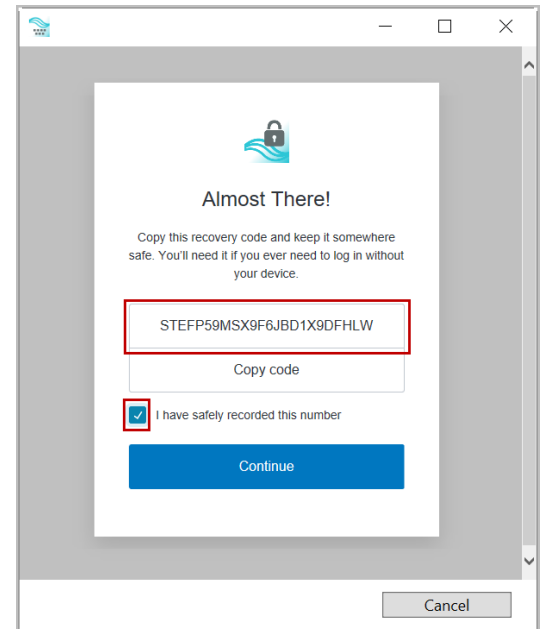 Almost There!
Copy this recovery code and keep it somewhere
safe. You'll need it if you ever need to log in without
your device.
STEFP59MSX9F6JBD1X9DFHLW
Copy code
I have safely recorded this number
Continue
Cancel